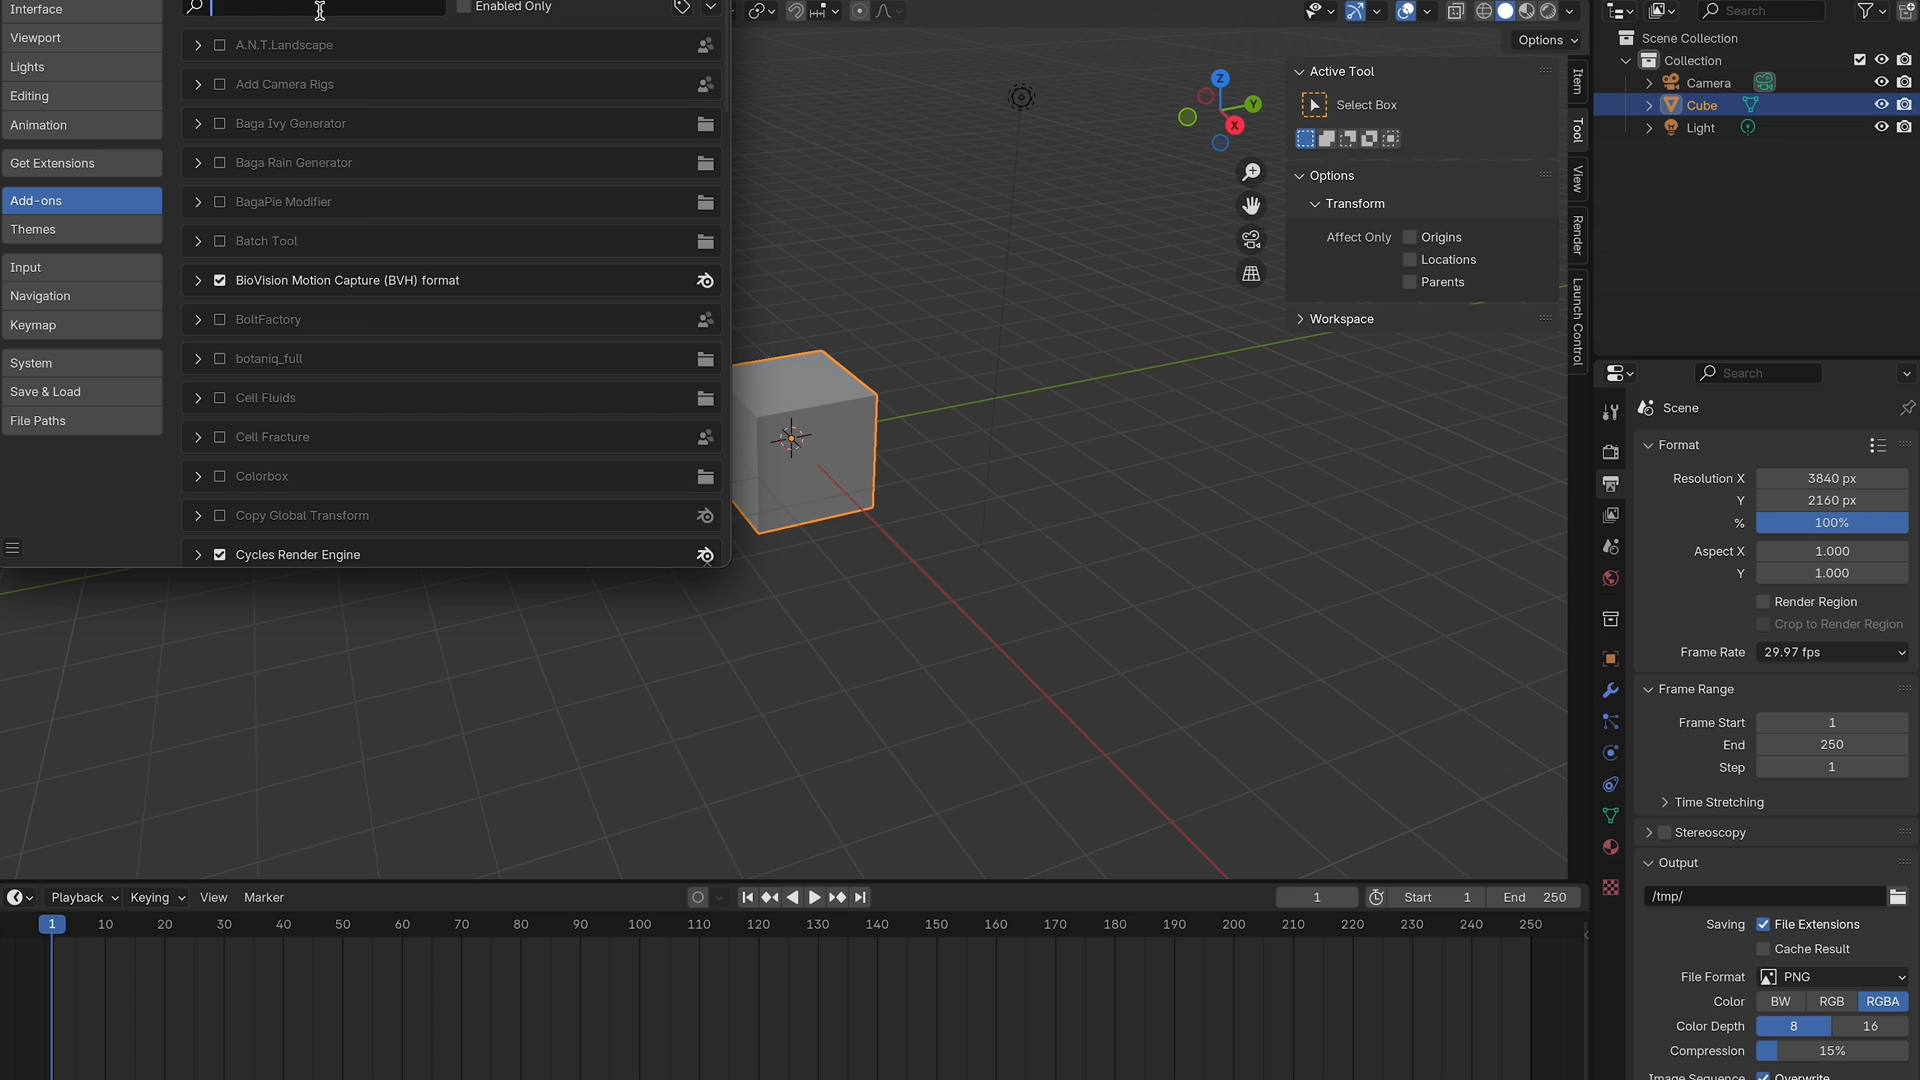 Interface
Viewport
Lights
Editing
Animation
Get Extensions
Add-ons
Themes
Input
Navigation
Keymap
System
Save & Load
File Paths
Enabled Only
A.N.T.Landscape
Add Camera Rigs
Baga Ivy Generator
Baga Rain Generator
BagaPie Modifier
Batch Tool
BioVision Motion Capture (BVH) format
BoltFactory
botaniq_full
Cell Fluids
Cell Fracture
Colorbox
Copy Global Transform
Cycles Render Engine
Options
Z
Y
X
Active Tool
Select Box
Options
Transform
Affect Only Origins
Locations
Parents
Workspace
Item
Tool
View
Render
Launch Control
Search
Scene Collection
Collection
Camera
Cube
Light
Search
Scene
Format
Resolution X 3840 px
Y 2160 px
% 100%
Aspect X 1.000
Y 1.000
Render Region
Crop to Render Region
Frame Rate 29.97 fps
Frame Range
Frame Start 1
End 250
Step 1
Time Stretching
Stereoscopy
Output
/tmp/
Saving File Extensions
Cache Result
File Format PNG
Color BW RGB RGBA
Color Depth 8 16
Compression 15%
Image Sequence Overwrite
Playback Keying View Marker 1 Start 1 End 250
1 10 20 30 40 50 60 70 80 90 100 110 120 130 140 150 160 170 180 190 200 210 220 230 240 250